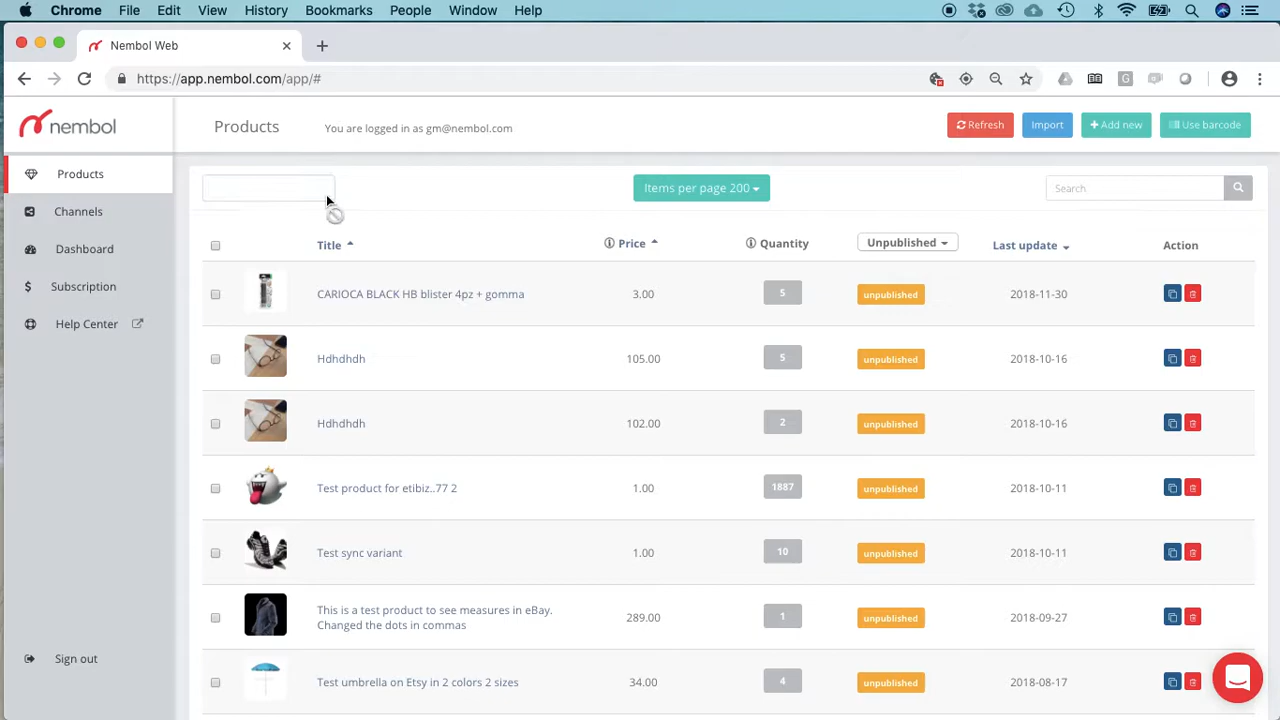 Chrome File Edit View History Bookmarks People Window Help
Nembol Web
https://app.nembol.com/app/#
nembol
Products
You are logged in as gm@nembol.com
Refresh
Import
+ Add new
Use barcode
Products
Channels
Dashboard
$ Subscription
Help Center
Sign out
Items per page 200
Search
Title Price Quantity Unpublished Last update Action
CARIOCA BLACK HB blister 4pz + gomma 3.00 5 unpublished 2018-11-30
Hdhdhdh 105.00 5 unpublished 2018-10-16
Hdhdhdh 102.00 2 unpublished 2018-10-16
Test product for etibiz..77 2 1.00 1887 unpublished 2018-10-11
Test sync variant 1.00 10 unpublished 2018-10-11
This is a test product to see measures in eBay.
Changed the dots in commas 289.00 1 unpublished 2018-09-27
Test umbrella on Etsy in 2 colors 2 sizes 34.00 4 unpublished 2018-08-17